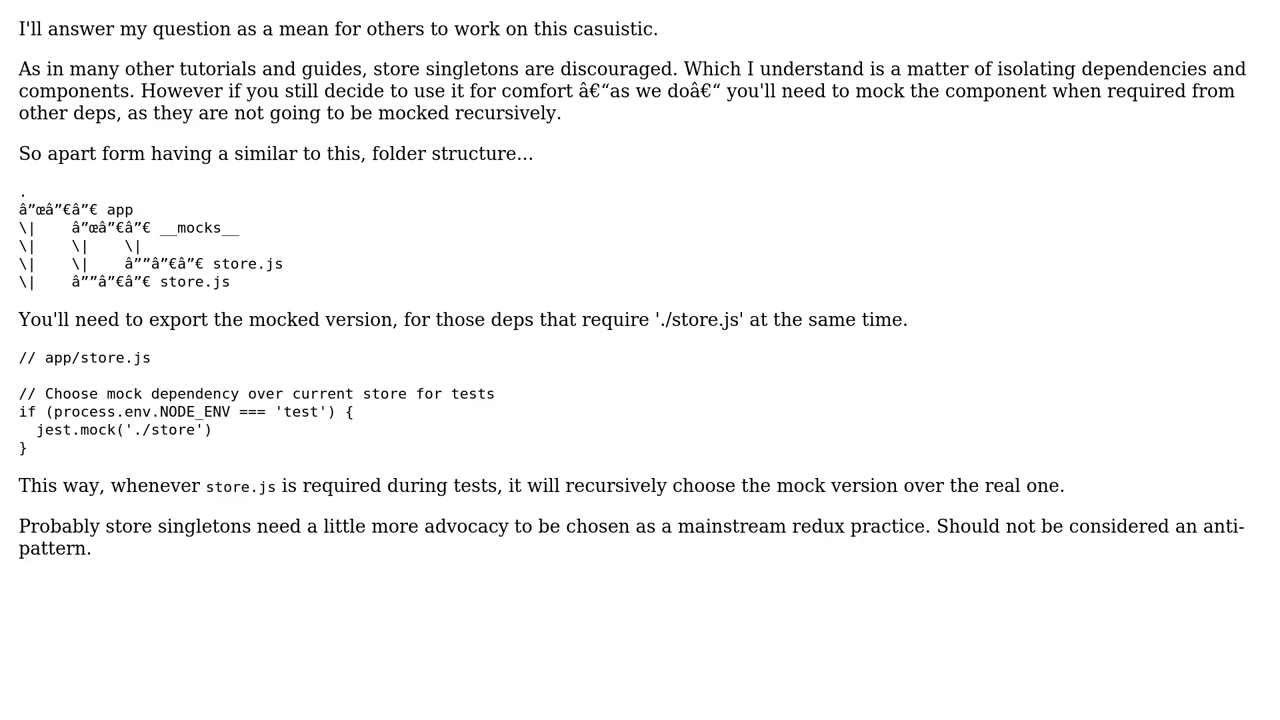 I'll answer my question as a mean for others to work on this casuistic.
As in many other tutorials and guides, store singletons are discouraged. Which I understand is a matter of isolating dependencies and
components. However if you still decide to use it for comfort â€“as we doâ€“ you'll need to mock the component when required from
other deps, as they are not going to be mocked recursively.
So apart form having a similar to this, folder structure...
.
â”œâ”€â”€ app
\|    â”œâ”€â”€ __mocks__
\|    \|    \|
\|    \|    â””â”€â”€ store.js
\|    â””â”€â”€ store.js
You'll need to export the mocked version, for those deps that require './store.js' at the same time.
// app/store.js
// Choose mock dependency over current store for tests
if (process.env.NODE_ENV === 'test') {
  jest.mock('./store')
}
This way, whenever store.js is required during tests, it will recursively choose the mock version over the real one.
Probably store singletons need a little more advocacy to be chosen as a mainstream redux practice. Should not be considered an anti-
pattern.